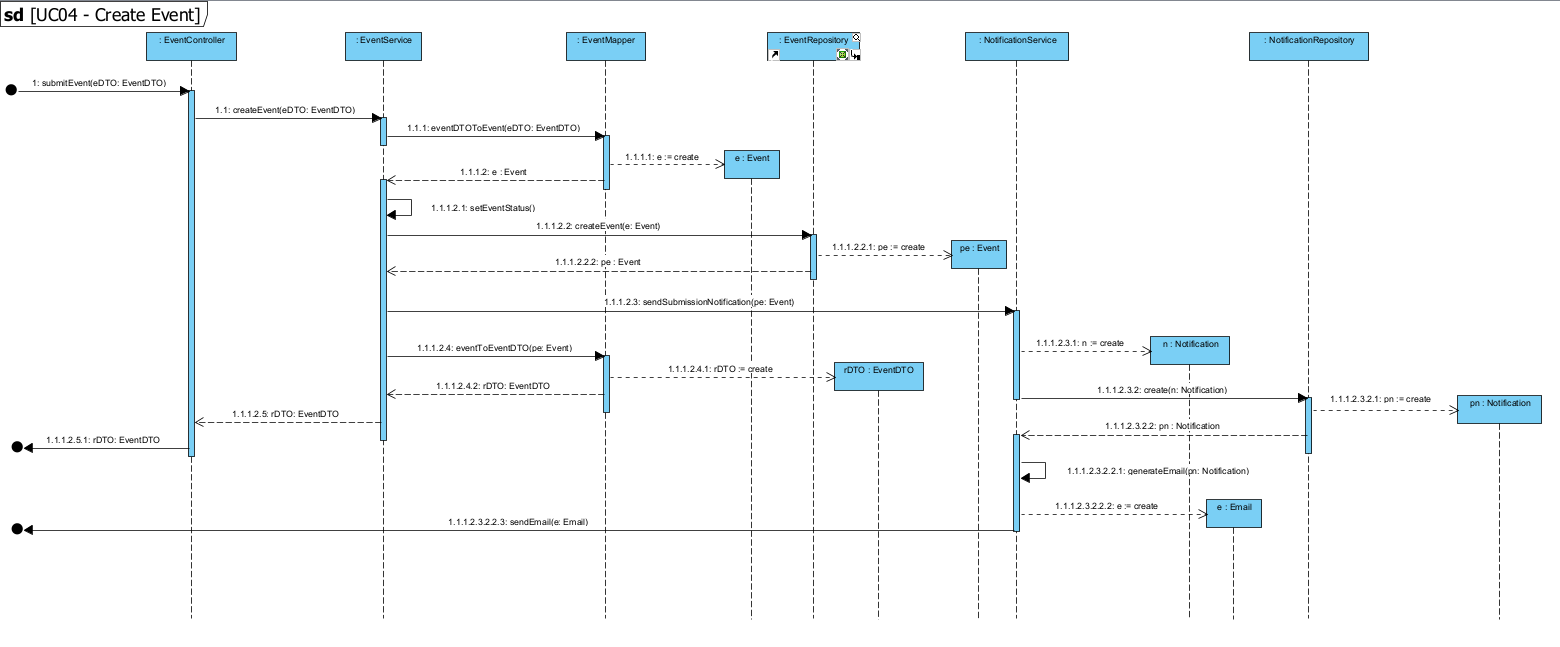 sd [UC04 - Create Event]
: EventController
: EventService
: EventMapper
: EventRepository
: NotificationService
: NotificationRepository
1: submitEvent(eDTO: EventDTO)
1.1: createEvent(eDTO: EventDTO)
1.1.1: eventDTOToEvent(eDTO: EventDTO)
1.1.1.1: e := create
e : Event
1.1.1.2: e : Event
1.1.1.2.1: setEventStatus()
1.1.1.2.2: createEvent(e: Event)
1.1.1.2.2.1: pe := create
pe : Event
1.1.1.2.2.2: pe : Event
1.1.1.2.3: sendSubmissionNotification(pe: Event)
1.1.1.2.3.1: n := create
n : Notification
1.1.1.2.4: eventToEventDTO(pe: Event)
1.1.1.2.4.1: rDTO := create
rDTO : EventDTO
1.1.1.2.4.2: rDTO: EventDTO
1.1.1.2.3.2: create(n: Notification)
1.1.1.2.3.2.1: pn := create
pn : Notification
1.1.1.2.5: rDTO: EventDTO
1.1.1.2.3.2.2: pn : Notification
1.1.1.2.5.1: rDTO: EventDTO
1.1.1.2.3.2.2.1: generateEmail(pn: Notification)
1.1.1.2.3.2.2.2: e := create
e : Email
1.1.1.2.3.2.2.3: sendEmail(e: Email)